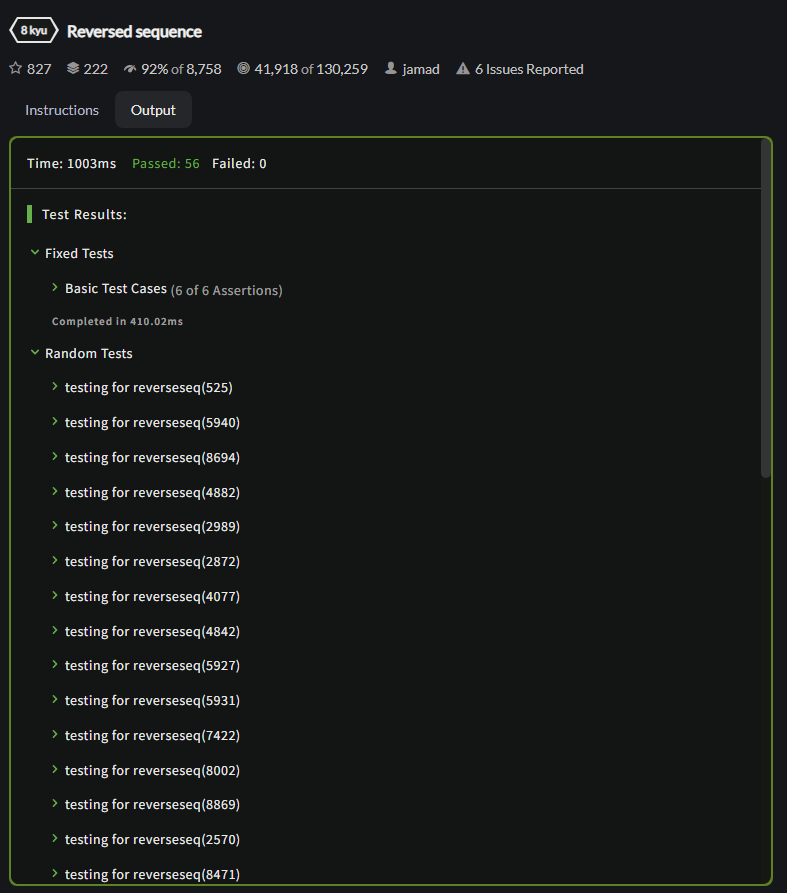 8 kyu Reversed sequence
827 222 92% of 8,758 41,918 of 130,259 jamad 6 Issues Reported
Instructions Output
Time: 1003ms Passed: 56 Failed: 0
Test Results:
Fixed Tests
Basic Test Cases (6 of 6 Assertions)
Completed in 410.02ms
Random Tests
testing for reverseseq(525)
testing for reverseseq(5940)
testing for reverseseq(8694)
testing for reverseseq(4882)
testing for reverseseq(2989)
testing for reverseseq(2872)
testing for reverseseq(4077)
testing for reverseseq(4842)
testing for reverseseq(5927)
testing for reverseseq(5931)
testing for reverseseq(7422)
testing for reverseseq(8002)
testing for reverseseq(8869)
testing for reverseseq(2570)
testing for reverseseq(8471)